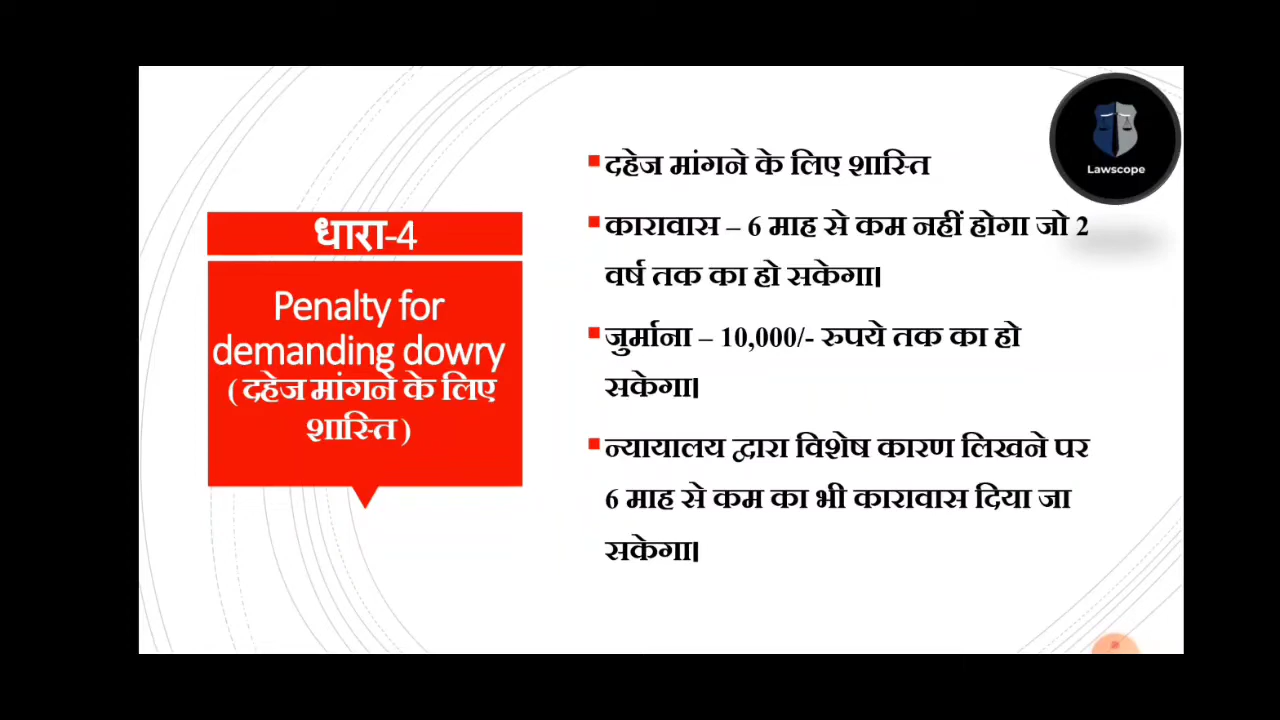 धारा-4
Penalty for
demanding dowry
( दहेज मांगने के लिए
शास्ति )
दहेज मांगने के लिए शास्ति
कारावास – 6 माह से कम नहीं होगा जो 2
वर्ष तक का हो सकेगा।
जुर्माना – 10,000/- रुपये तक का हो
सकेगा।
न्यायालय द्वारा विशेष कारण लिखने पर
6 माह से कम का भी कारावास दिया जा
सकेगा।
Lawscope